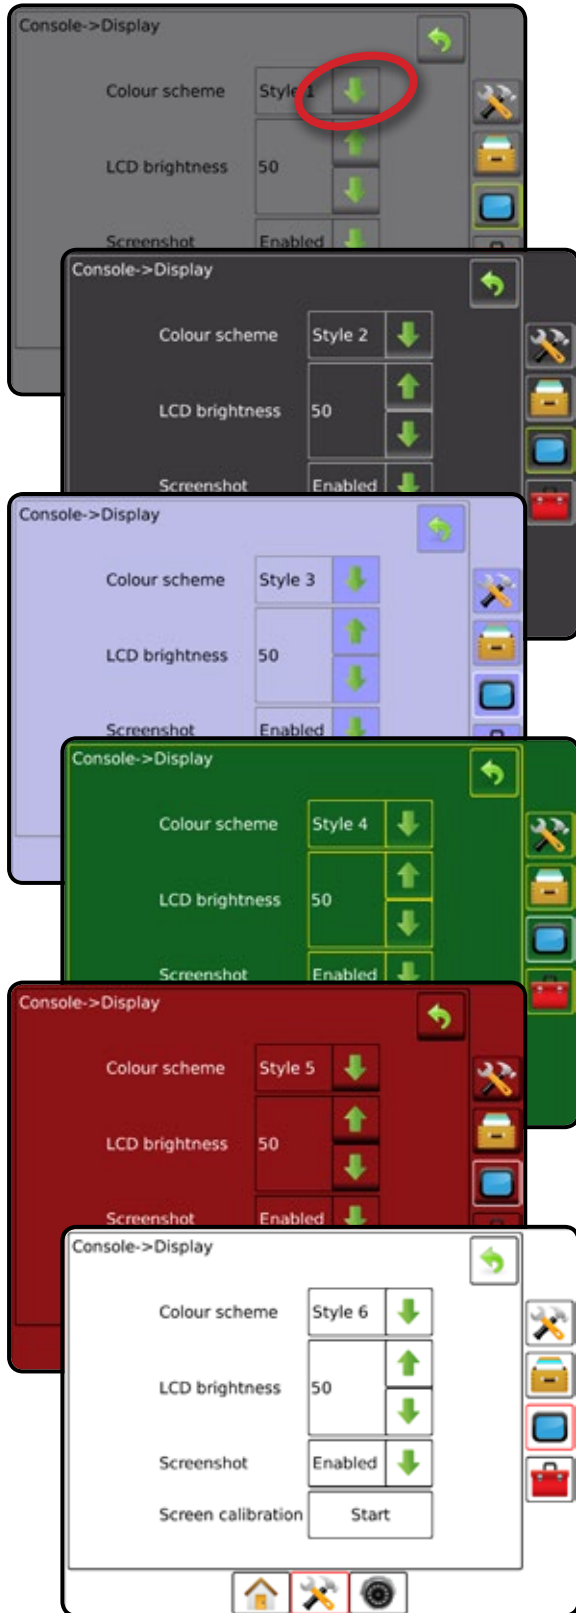 Console->Display
Colour scheme Style 1
LCD brightness 50
Screenshot Enabled
Console->Display
Colour scheme Style 2
LCD brightness 50
Screenshot Enabled
Console->Display
Colour scheme Style 3
LCD brightness 50
Screenshot Enabled
Console->Display
Colour scheme Style 4
LCD brightness 50
Screenshot Enabled
Console->Display
Colour scheme Style 5
LCD brightness 50
Screenshot Enabled
Console->Display
Colour scheme Style 6
LCD brightness 50
Screenshot Enabled
Screen calibration Start